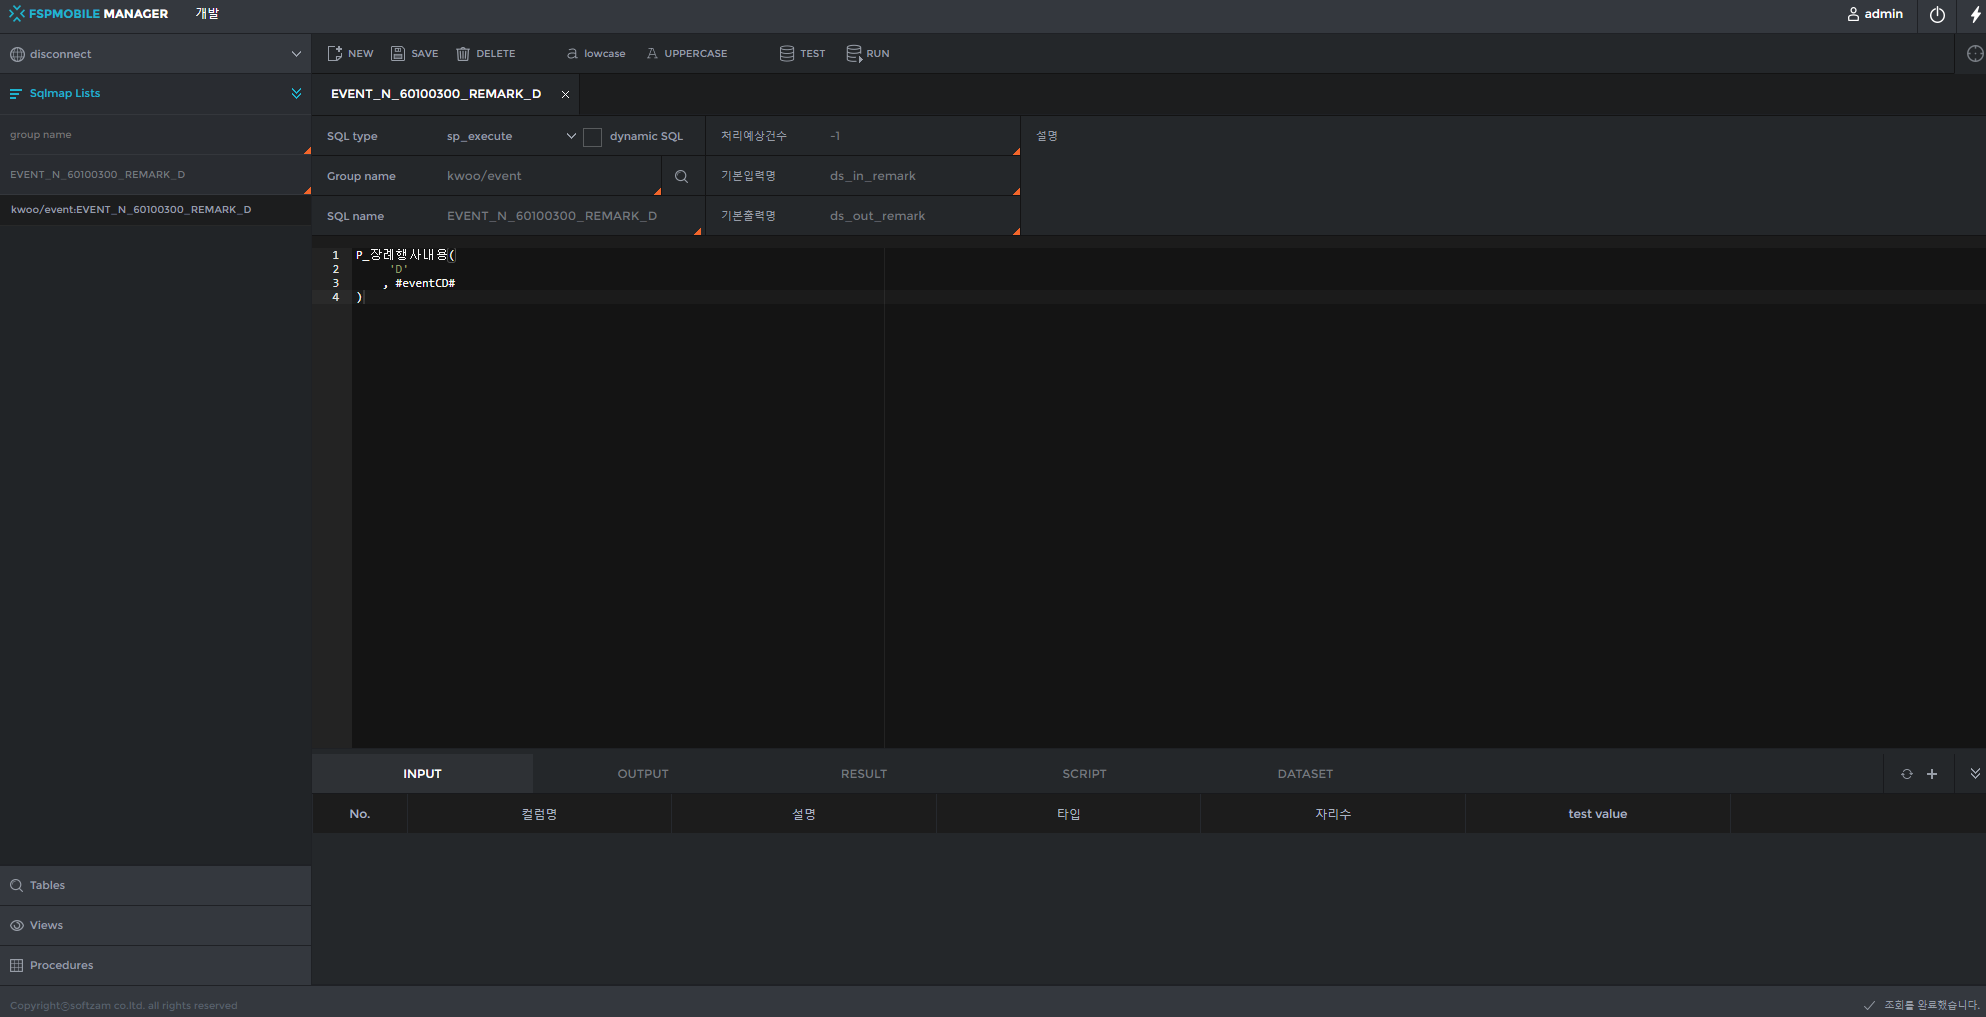 FSPMOBILE MANAGER 개발 admin
disconnect
NEW SAVE DELETE a lowcase A UPPERCASE TEST RUN
Sqlmap Lists
group name
EVENT_N_60100300_REMARK_D
kwoo/event:EVENT_N_60100300_REMARK_D
EVENT_N_60100300_REMARK_D ×
SQL type sp_execute dynamic SQL 처리예상건수 -1 설명
Group name kwoo/event 기본입력명 ds_in_remark
SQL name EVENT_N_60100300_REMARK_D 기본출력명 ds_out_remark
1 P_장례행사내용(
2 'D'
3 , #eventCD#
4 )
INPUT OUTPUT RESULT SCRIPT DATASET
No. 컬럼명 설명 타입 자리수 test value
Tables
Views
Procedures
Copyrightⓒsoftzam co.ltd. all rights reserved 조회를 완료했습니다.